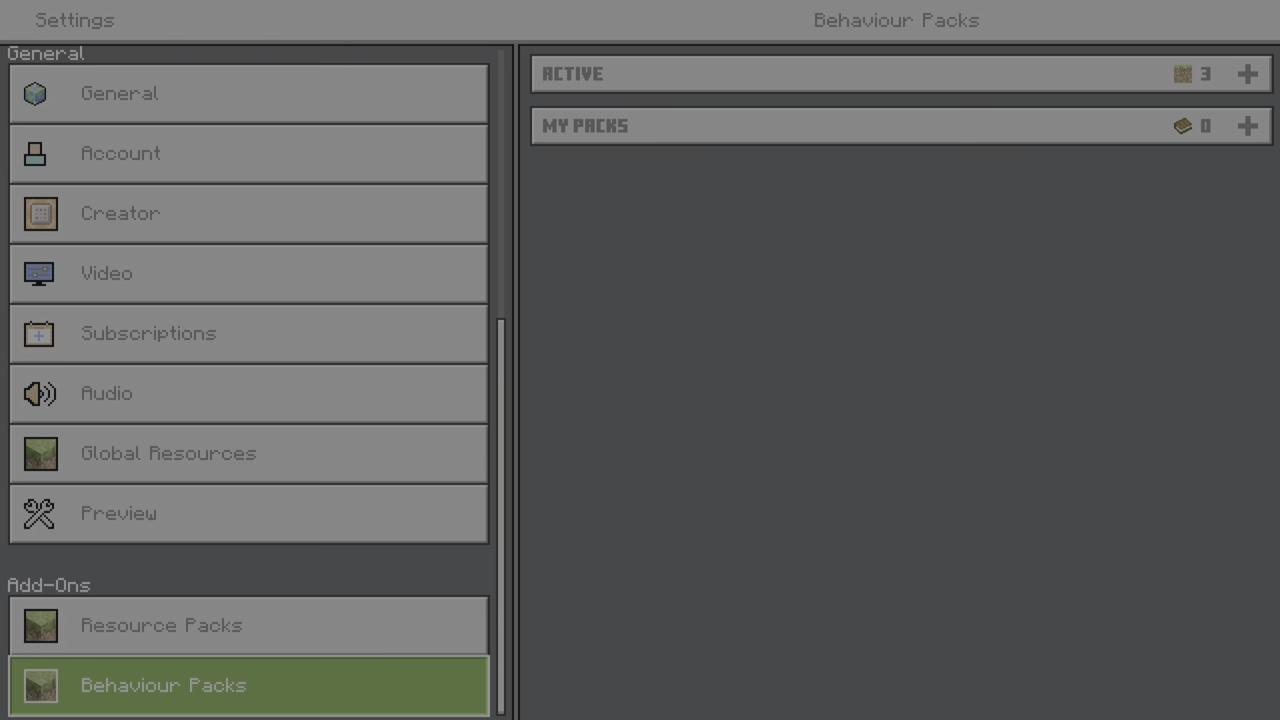 Settings
Behaviour Packs
General
General
Account
Creator
Video
Subscriptions
Audio
Global Resources
Preview
Add-Ons
Resource Packs
Behaviour Packs
ACTIVE 3
MY PACKS 0